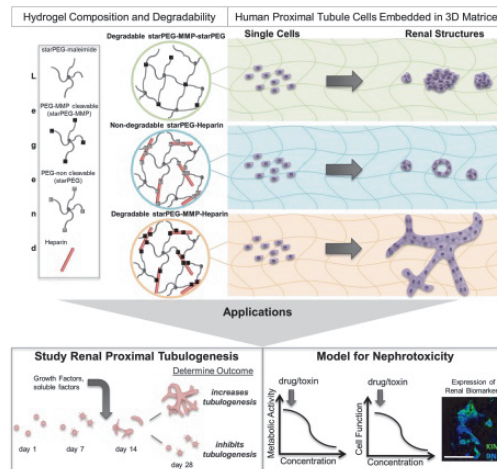 Hydrogel Composition and Degradability
Human Proximal Tubule Cells Embedded in 3D Matrices
Legend
starPEG-maleimide
PEG-MMP cleavable
(starPEG-MMP)
PEG-non cleavable
(starPEG)
Heparin
Degradable starPEG-MMP-starPEG
Non-degradable starPEG-Heparin
Degradable starPEG-MMP-Heparin
Single Cells
Renal Structures
Applications
Study Renal Proximal Tubulogenesis
Growth Factors,
soluble factors
Determine Outcome
increases
tubulogenesis
inhibits
tubulogenesis
day 1
day 7
day 14
day 28
Model for Nephrotoxicity
drug/toxin
Metabolic Activity
Concentration
drug/toxin
Cell Function
Concentration
Expression of
Renal Biomarker